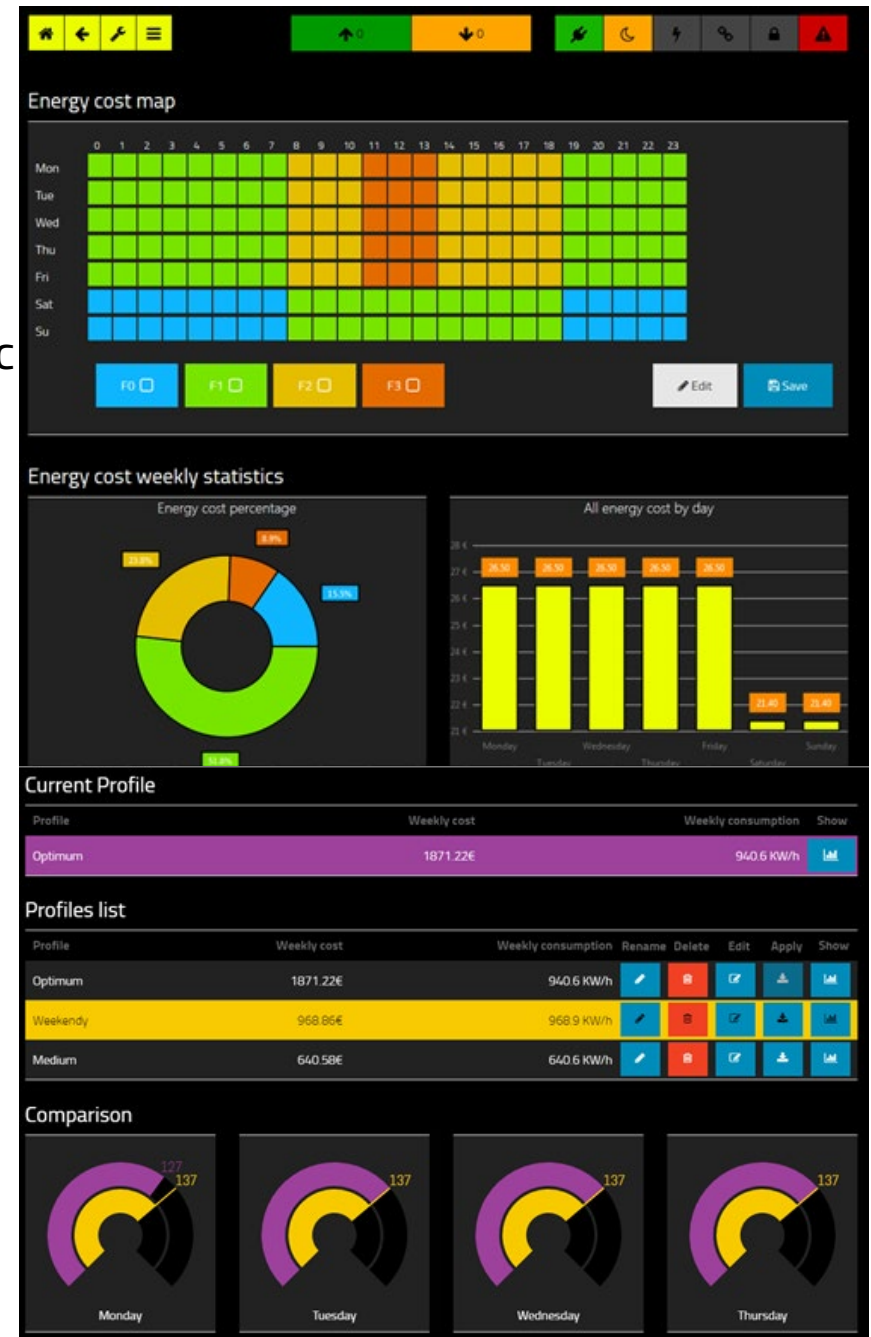 0 0
Energy cost map
0 1 2 3 4 5 6 7 8 9 10 11 12 13 14 15 16 17 18 19 20 21 22 23
Mon
Tue
Wed
Thu
Fri
Sat
Su
F0 F1 F2 F3 Edit Save
Energy cost weekly statistics
Energy cost percentage
8.9%
23.8%
15.5%
51.8%
All energy cost by day
28 €
27 € 26.50 26.50 26.50 26.50 26.50
26 €
25 €
24 €
23 €
22 € 21.40 21.40
21 €
Monday Wednesday Friday Sunday
Tuesday Thursday Saturday
Current Profile
Profile Weekly cost Weekly consumption Show
Optimum 1871.22€ 940.6 KW/h
Profiles list
Profile Weekly cost Weekly consumption Rename Delete Edit Apply Show
Optimum 1871.22€ 940.6 KW/h
Weekendy 968.86€ 968.9 KW/h
Medium 640.58€ 640.6 KW/h
Comparison
127
137 137 137 137
Monday Tuesday Wednesday Thursday